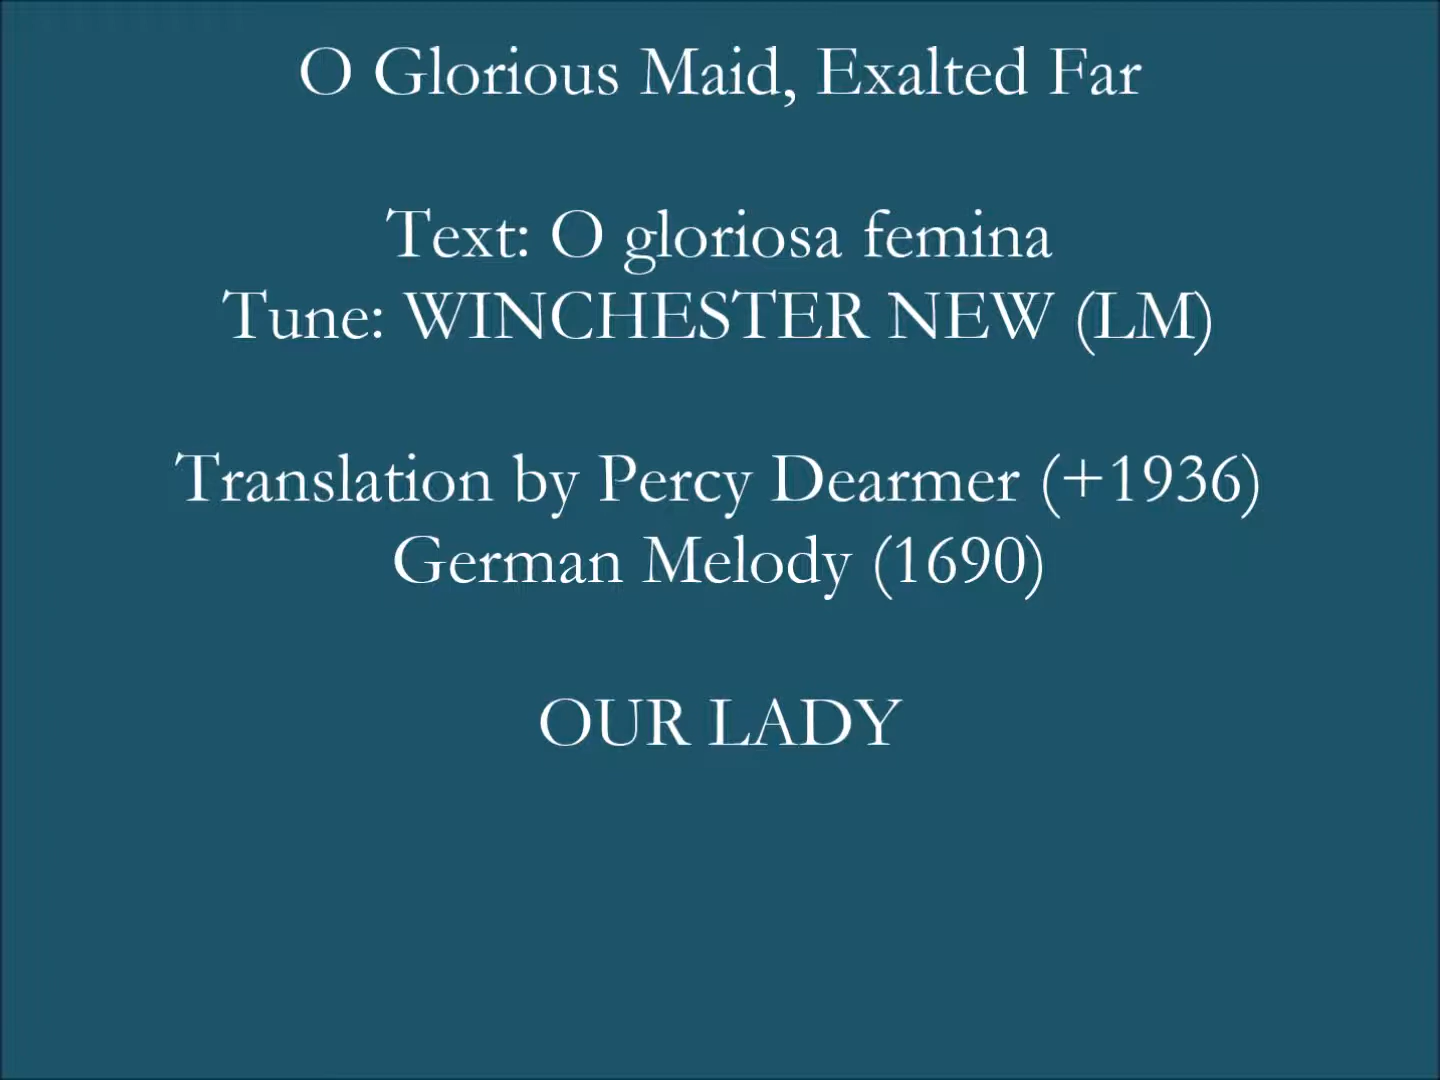 O Glorious Maid, Exalted Far
Text: O gloriosa femina
Tune: WINCHESTER NEW (LM)
Translation by Percy Dearmer (+1936)
German Melody (1690)
OUR LADY